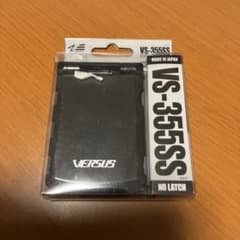 VS-355SS
MADE IN JAPAN
VS-355SS
VERSUS
NO LATCH